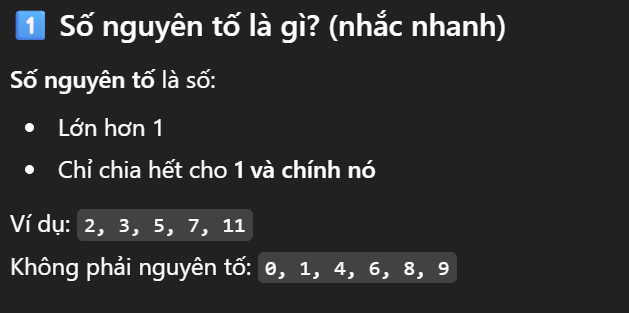 1️⃣ Số nguyên tố là gì? (nhắc nhanh)
Số nguyên tố là số:
• Lớn hơn 1
• Chỉ chia hết cho 1 và chính nó
Ví dụ: 2, 3, 5, 7, 11
Không phải nguyên tố: 0, 1, 4, 6, 8, 9